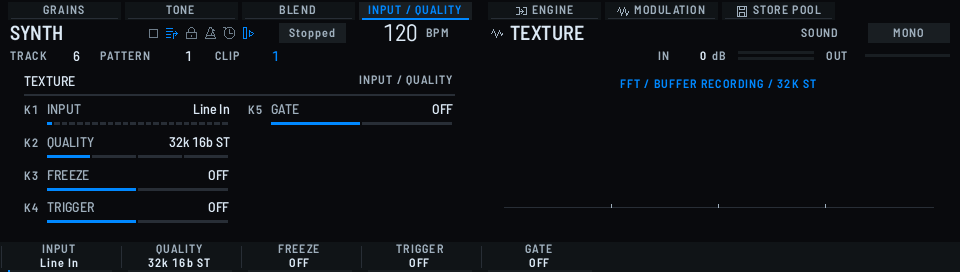 GRAINS TONE BLEND INPUT / QUALITY ENGINE MODULATION STORE POOL
SYNTH Stopped 120 BPM TEXTURE SOUND MONO
TRACK 6 PATTERN 1 CLIP 1 IN 0 dB OUT
TEXTURE INPUT / QUALITY FFT / BUFFER RECORDING / 32K ST
K1 INPUT Line In K5 GATE OFF
K2 QUALITY 32k 16b ST
K3 FREEZE OFF
K4 TRIGGER OFF
INPUT QUALITY FREEZE TRIGGER GATE
Line In 32k 16b ST OFF OFF OFF